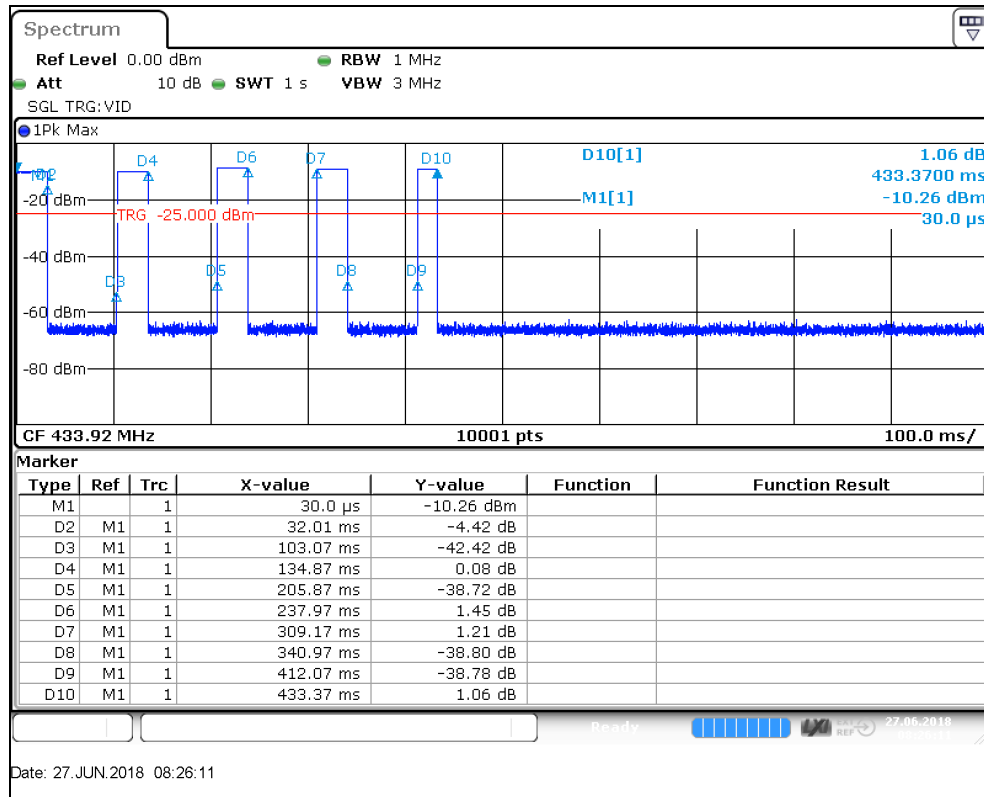 Spectrum
Ref Level 0.00 dBm RBW 1 MHz
Att 10 dB SWT 1 s VBW 3 MHz
SGL TRG:VID
1Pk Max
D4 D6 D7 D10 D10[1] 1.06 dB
433.3700 ms
M1 D2
-20 dBm M1[1] -10.26 dBm
TRG -25.000 dBm 30.0 µs
-40 dBm
D3 D5 D8 D9
-60 dBm
-80 dBm
CF 433.92 MHz 10001 pts 100.0 ms/
Marker
Type Ref Trc X-value Y-value Function Function Result
M1 1 30.0 µs -10.26 dBm
D2 M1 1 32.01 ms -4.42 dB
D3 M1 1 103.07 ms -42.42 dB
D4 M1 1 134.87 ms 0.08 dB
D5 M1 1 205.87 ms -38.72 dB
D6 M1 1 237.97 ms 1.45 dB
D7 M1 1 309.17 ms 1.21 dB
D8 M1 1 340.97 ms -38.80 dB
D9 M1 1 412.07 ms -38.78 dB
D10 M1 1 433.37 ms 1.06 dB
Ready LXI REF 27.06.2018
Date: 27.JUN.2018 08:26:11